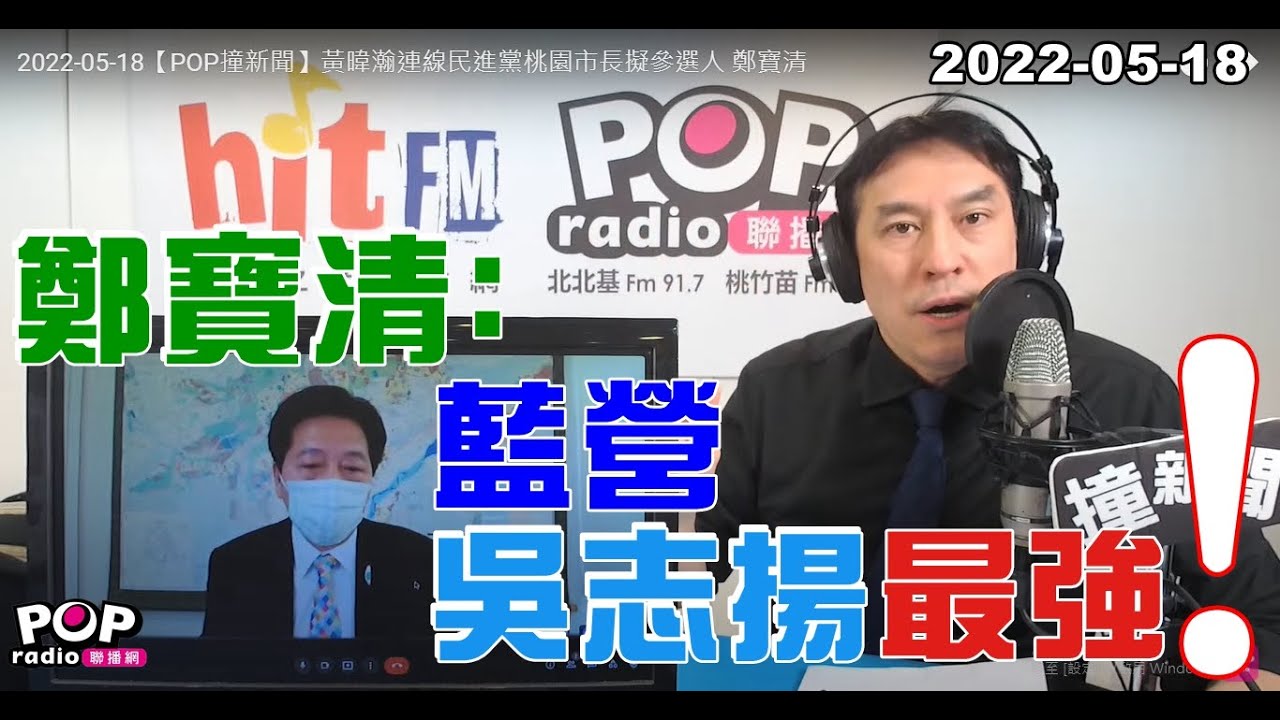 2022-05-18【POP撞新聞】黃暐瀚連線民進黨桃園市長擬參選人 鄭寶清
2022-05-18
hit FM
POP
radio 聯播
北北基 Fm 91.7 桃竹苗 Fm
鄭寶清:
藍營
吳志揚最強!
撞新聞
POP
radio 聯播網